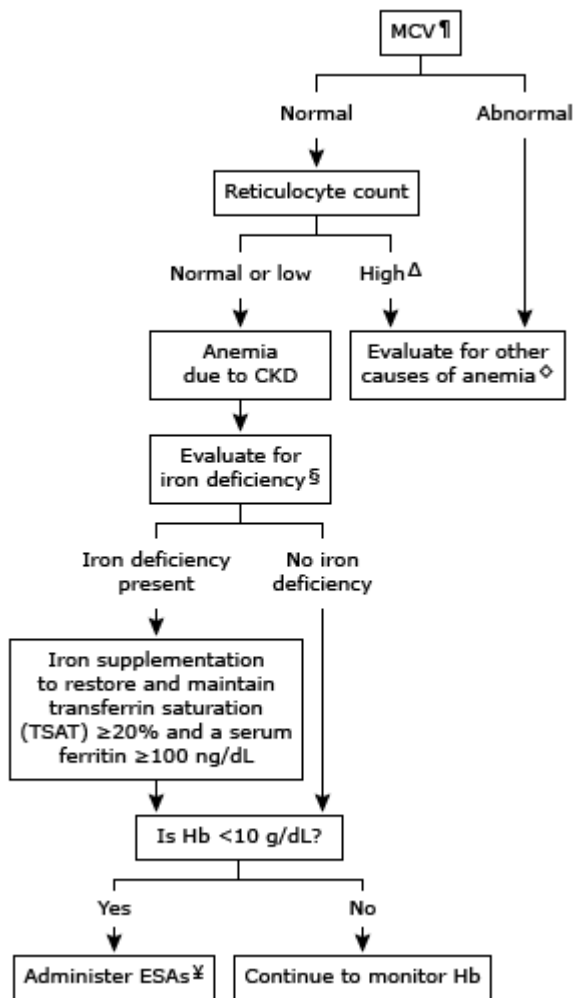 MCV¶
Normal
Abnormal
Reticulocyte count
Normal or low
HighΔ
Anemia
due to CKD
Evaluate for other
causes of anemia◇
Evaluate for
iron deficiency§
Iron deficiency
present
No iron
deficiency
Iron supplementation
to restore and maintain
transferrin saturation
(TSAT) ≥20% and a serum
ferritin ≥100 ng/dL
Is Hb <10 g/dL?
Yes
No
Administer ESAs¥
Continue to monitor Hb